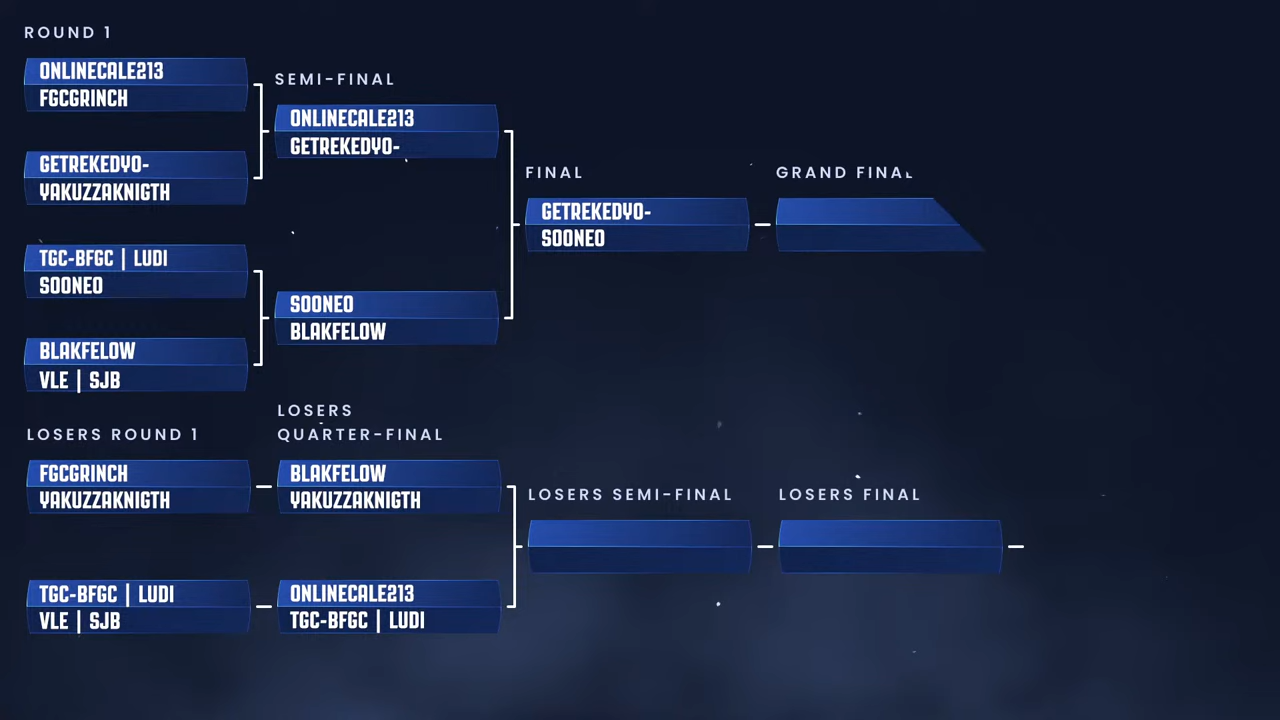 ROUND 1
ONLINECALE213
FGCGRINCH
GETREKEDYO-
YAKUZZAKNIGTH
TGC-BFGC | LUDI
SOONEO
BLAKFELOW
VLE | SJB
SEMI-FINAL
ONLINECALE213
GETREKEDYO-
SOONEO
BLAKFELOW
FINAL
GETREKEDYO-
SOONEO
GRAND FINAL
LOSERS ROUND 1
FGCGRINCH
YAKUZZAKNIGTH
TGC-BFGC | LUDI
VLE | SJB
LOSERS
QUARTER-FINAL
BLAKFELOW
YAKUZZAKNIGTH
ONLINECALE213
TGC-BFGC | LUDI
LOSERS SEMI-FINAL
LOSERS FINAL